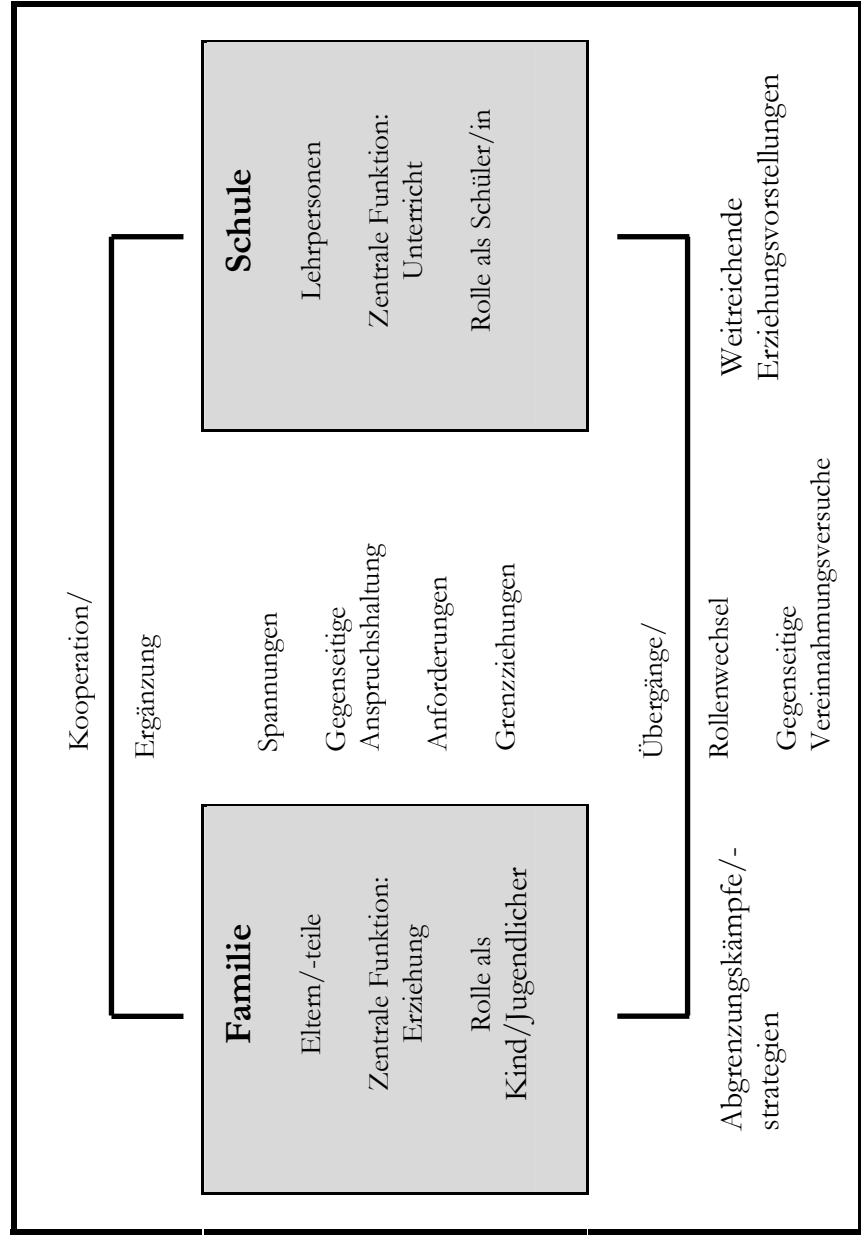 Kooperation/
Ergänzung
Familie
Eltern/-teile
Zentrale Funktion:
Erziehung
Rolle als
Kind/Jugendlicher
Spannungen
Gegenseitige
Anspruchshaltung
Anforderungen
Grenzziehungen
Schule
Lehrpersonen
Zentrale Funktion:
Unterricht
Rolle als Schüler/in
Übergänge/
Rollenwechsel
Abgrenzungskämpfe/-
strategien
Gegenseitige
Vereinnahmungsversuche
Weitreichende
Erziehungsvorstellungen